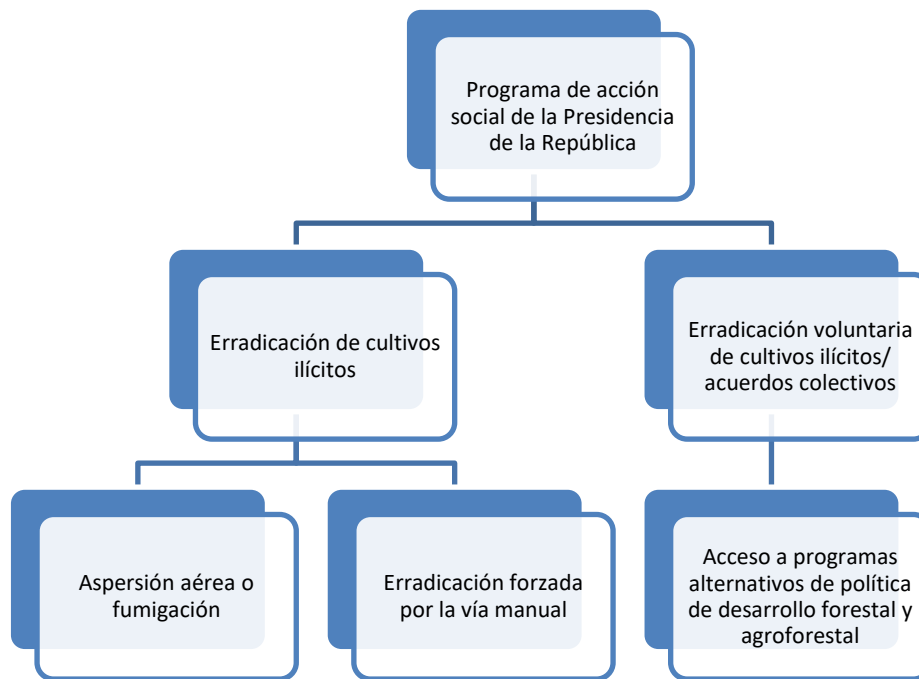 Programa de acción
social de la Presidencia
de la República
Erradicación de cultivos
ilícitos
Erradicación voluntaria
de cultivos ilícitos/
acuerdos colectivos
Aspersión aérea o
fumigación
Erradicación forzada
por la vía manual
Acceso a programas
alternativos de política
de desarrollo forestal y
agroforestal